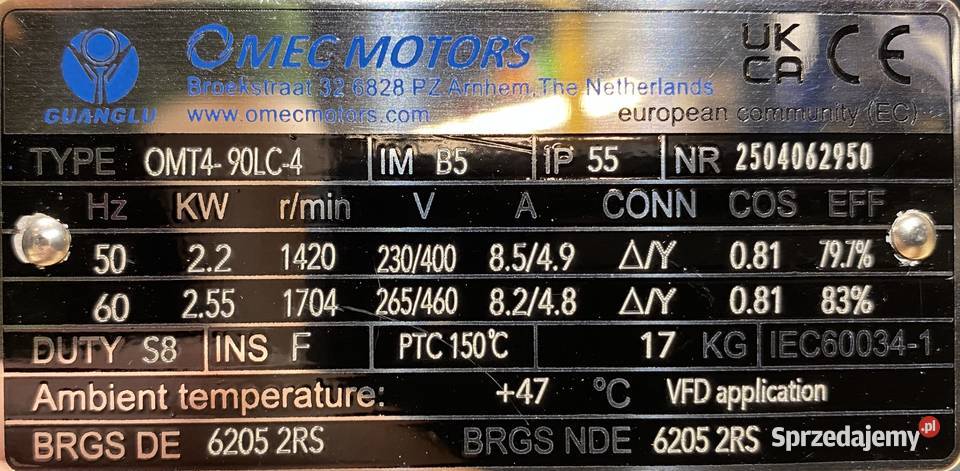 OMEC MOTORS
UK CA CE
Broekstraat 32 6828 PZ Arnhem, The Netherlands
GUANGLU www.omecmotors.com european community (EC)
TYPE OMT4-90LC-4 IM B5 IP 55 NR 2504062950
Hz KW r/min V A CONN COS EFF
50 2.2 1420 230/400 8.5/4.9 Δ/Y 0.81 79.7%
60 2.55 1704 265/460 8.2/4.8 Δ/Y 0.81 83%
DUTY S8 INS F PTC 150℃ 17 KG IEC60034-1
Ambient temperature: +47 °C VFD application
BRGS DE 6205 2RS BRGS NDE 6205 2RS
Sprzedajemy.pl